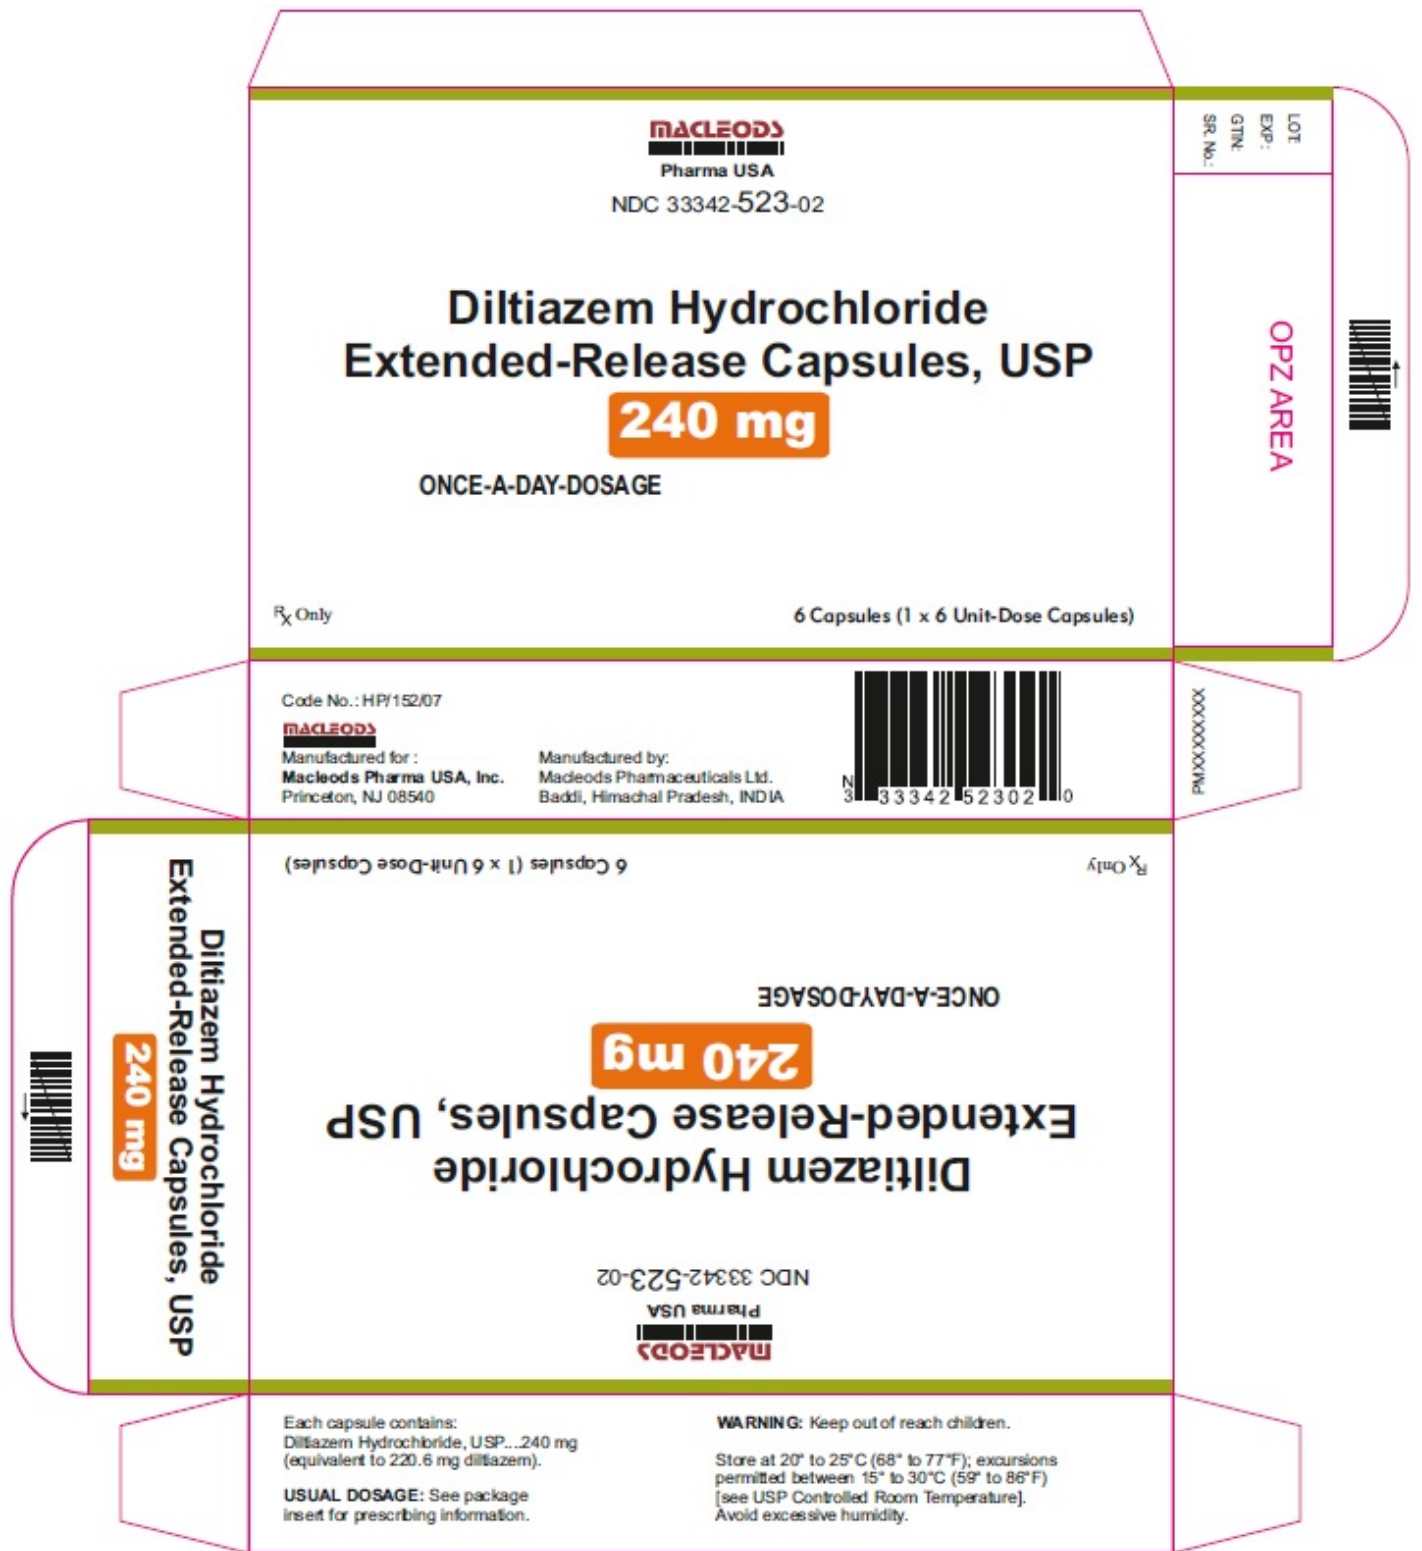 MACLEODS
Pharma USA
NDC 33342-523-02
Diltiazem Hydrochloride
Extended-Release Capsules, USP
240 mg
ONCE-A-DAY-DOSAGE
Rx Only
6 Capsules (1 x 6 Unit-Dose Capsules)
LOT:
EXP :
GTIN:
SR. No.:
OPZ AREA
Code No.: HP/152/07
MACLEODS
Manufactured for :
Macleods Pharma USA, Inc.
Princeton, NJ 08540
Manufactured by:
Macleods Pharmaceuticals Ltd.
Baddi, Himachal Pradesh, INDIA
N
3 33342 52302 0
PMXXXXXXXX
Diltiazem Hydrochloride
Extended-Release Capsules, USP
240 mg
MACLEODS
Pharma USA
NDC 33342-523-02
Diltiazem Hydrochloride
Extended-Release Capsules, USP
240 mg
ONCE-A-DAY-DOSAGE
Rx Only
6 Capsules (1 x 6 Unit-Dose Capsules)
Each capsule contains:
Diltiazem Hydrochloride, USP....240 mg
(equivalent to 220.6 mg diltiazem).
USUAL DOSAGE: See package
insert for prescribing information.
WARNING: Keep out of reach children.
Store at 20° to 25°C (68° to 77°F); excursions
permitted between 15° to 30°C (59° to 86°F)
[see USP Controlled Room Temperature].
Avoid excessive humidity.